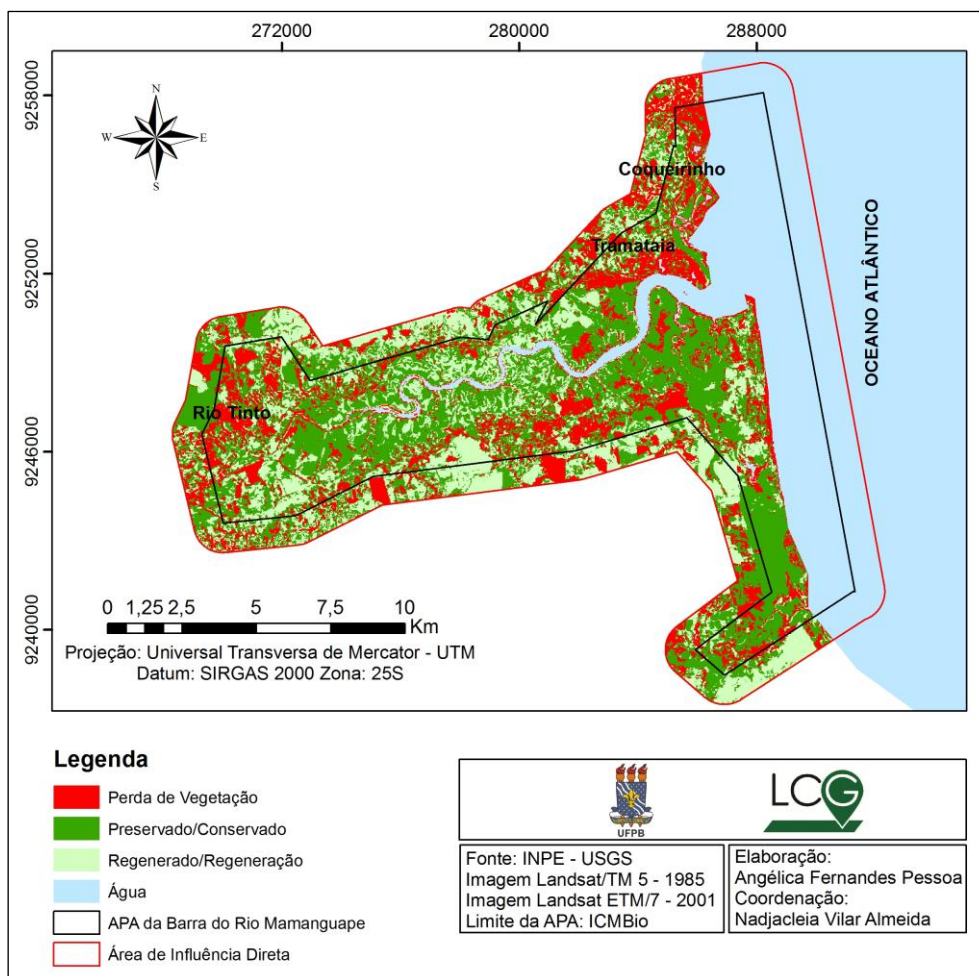 272000 280000 288000
9258000
9252000
9246000
9240000
N
W E
S
Coqueirinho
Tramataia
Rio Tinto
OCEANO ATLÂNTICO
0 1,25 2,5 5 7,5 10
Km
Projeção: Universal Transversa de Mercator - UTM
Datum: SIRGAS 2000 Zona: 25S
Legenda
Perda de Vegetação
Preservado/Conservado
Regenerado/Regeneração
Água
APA da Barra do Rio Mamanguape
Área de Influência Direta
UFPB
LCG
Fonte: INPE - USGS
Imagem Landsat/TM 5 - 1985
Imagem Landsat ETM/7 - 2001
Limite da APA: ICMBio
Elaboração:
Angélica Fernandes Pessoa
Coordenação:
Nadjacleia Vilar Almeida